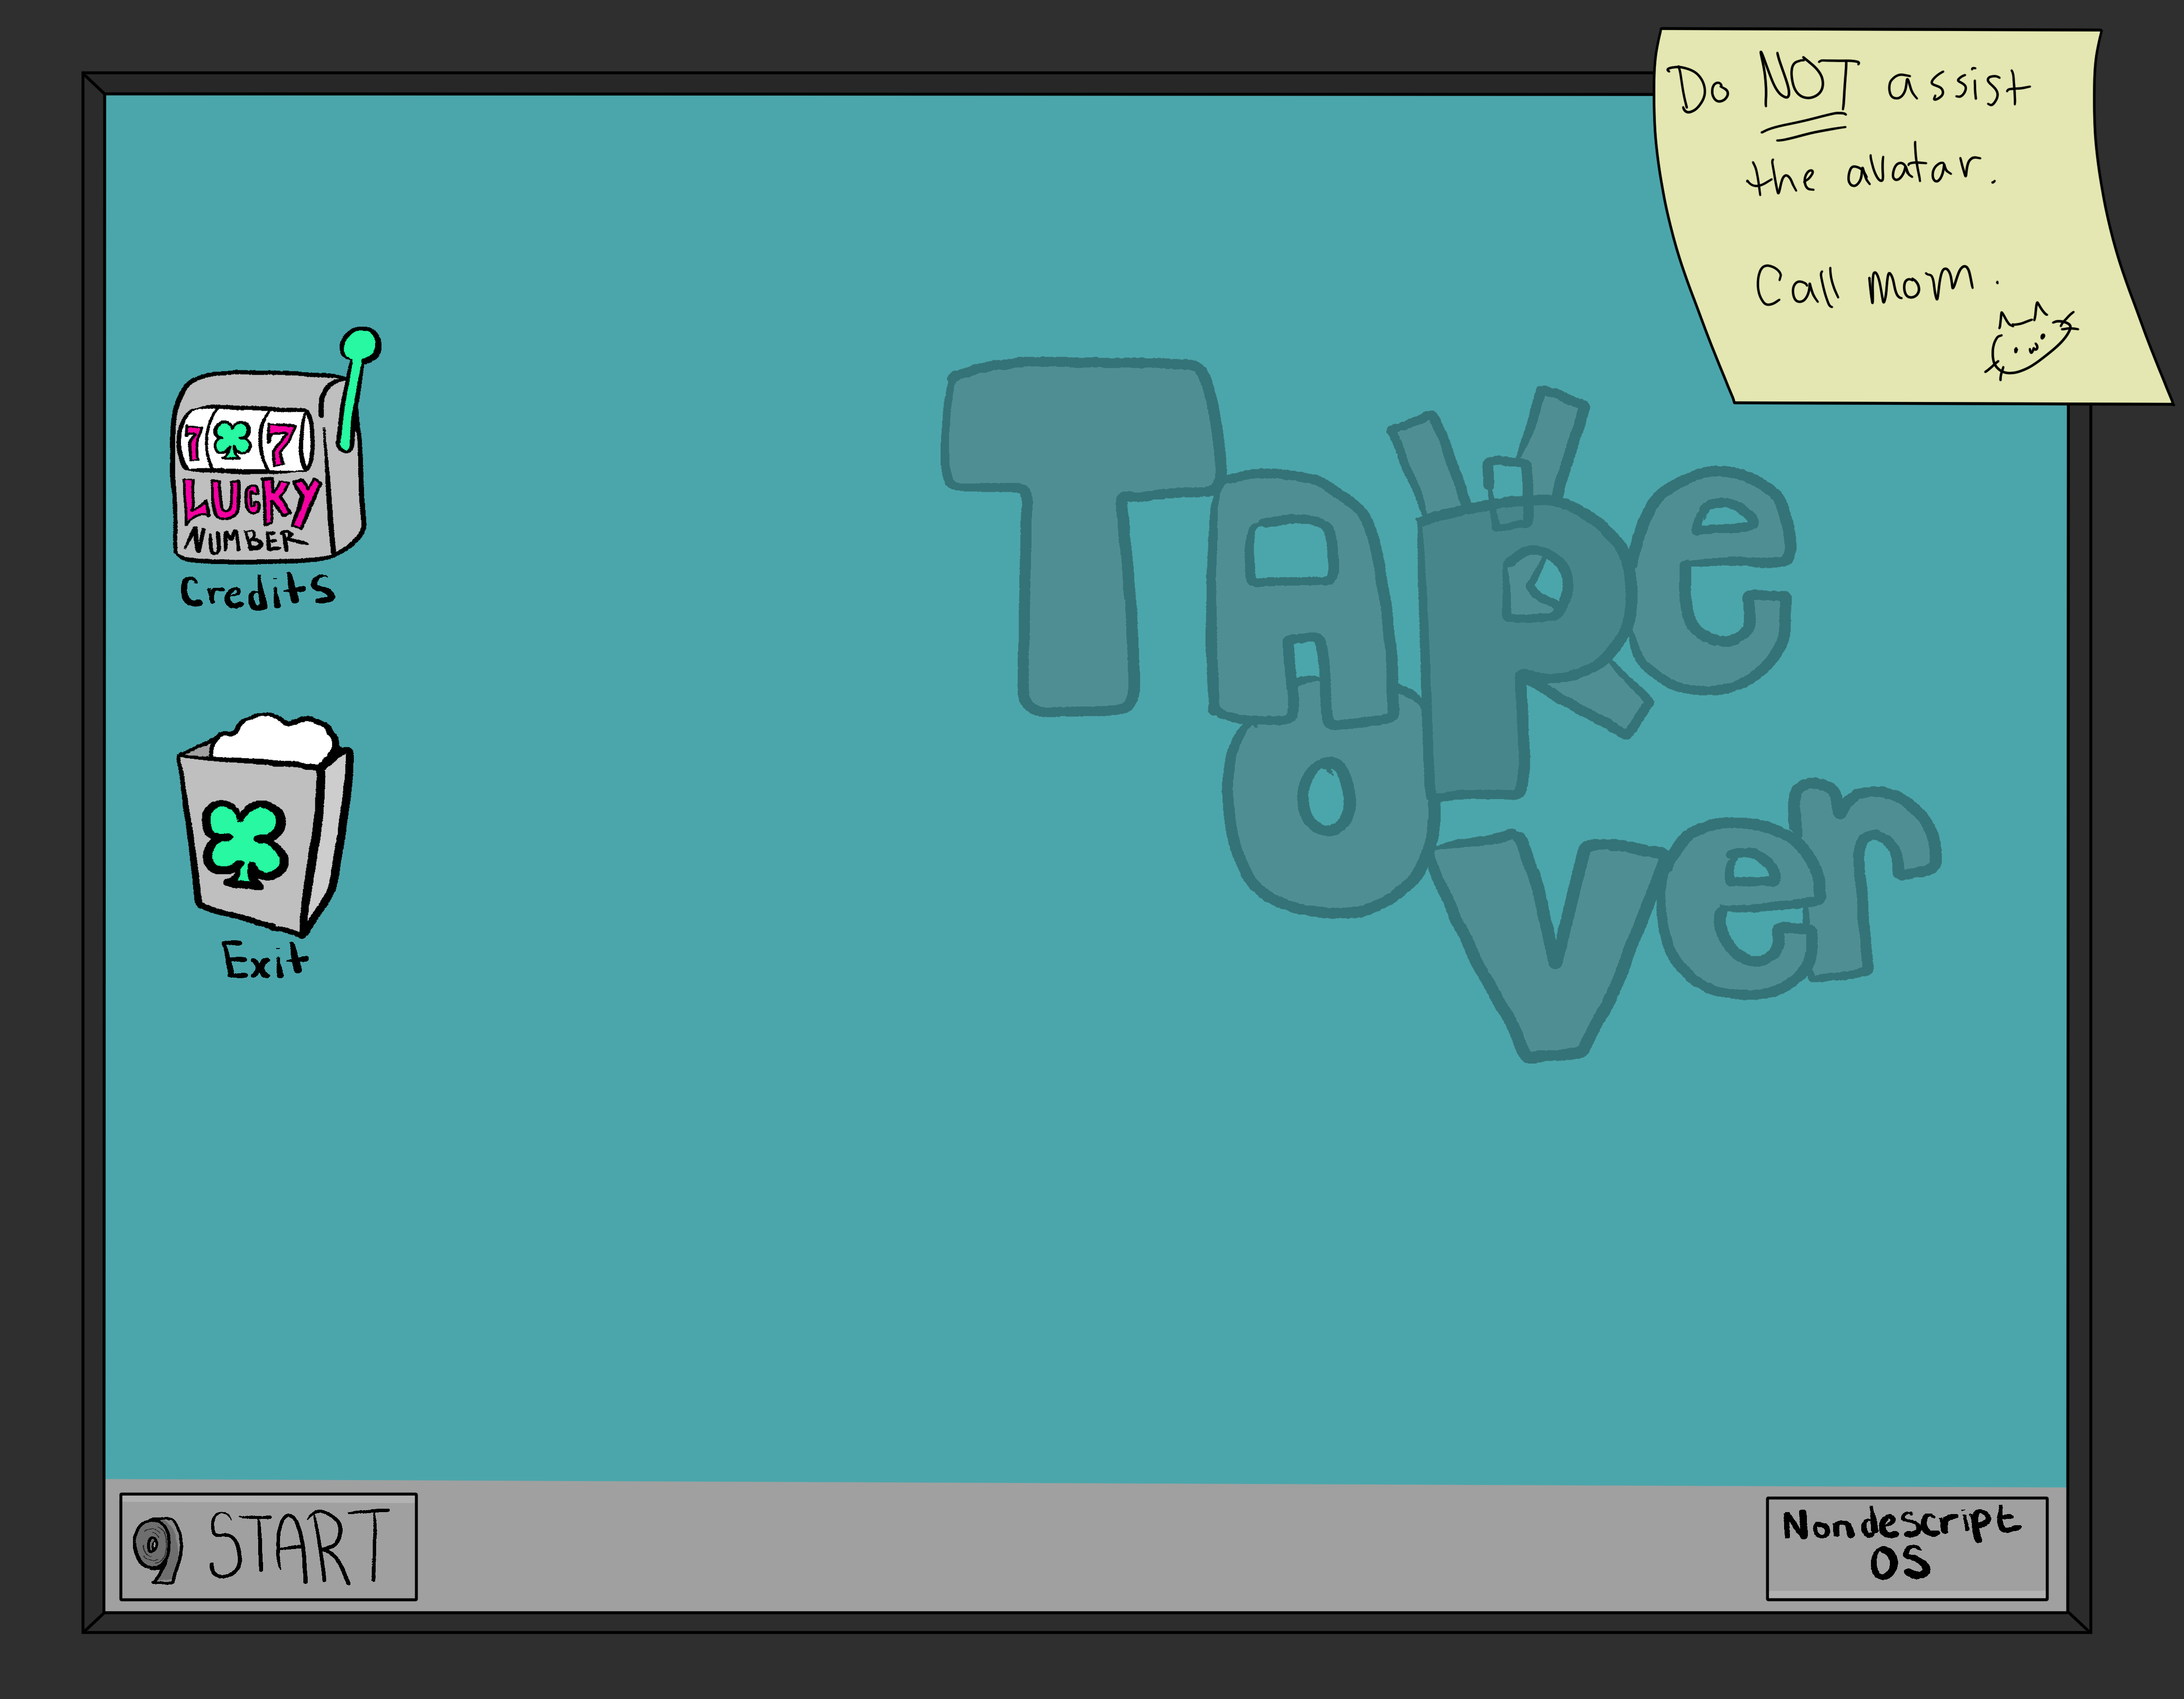 Do NOT assist
the avatar.
Call mom.
7 7
LUcKY
NUMBER
Credits
Exit
TAPe
over
START
Nondescript
OS